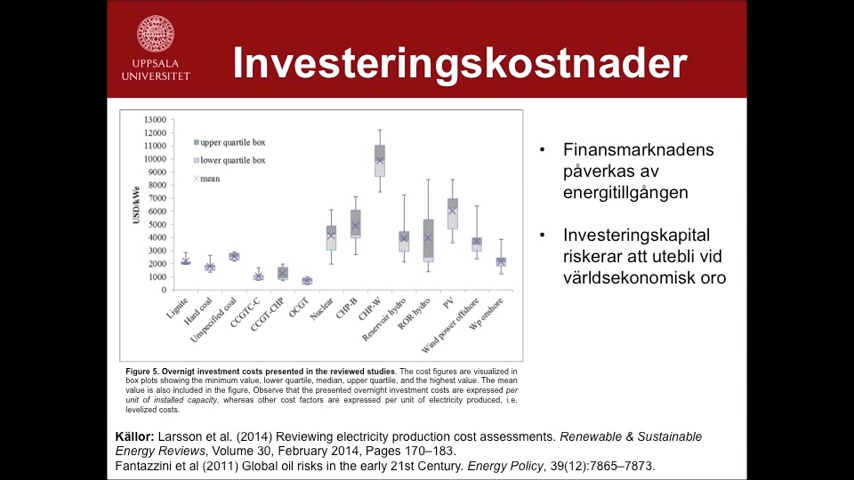 UPPSALA
UNIVERSITET
Investeringskostnader
13000
12000
11000
10000
9000
8000
7000
6000
5000
4000
3000
2000
1000
0
USD/kWe
upper quartile box
lower quartile box
mean
Lignite
Hard coal
Unspecified coal
CCGTC-C
CCGT-CHP
OCGT
Nuclear
CHP-B
CHP-W
Reservoir hydro
ROR hydro
PV
Wind power offshore
Wp onshore
Figure 5. Overnigt investment costs presented in the reviewed studies. The cost figures are visualized in
box plots showing the minimum value, lower quartile, median, upper quartile, and the highest value. The mean
value is also included in the figure. Observe that the presented overnight investment costs are expressed per
unit of installed capacity, whereas other cost factors are expressed per unit of electricity produced, i.e.
levelized costs.
• Finansmarknadens
påverkas av
energitillgången
• Investeringskapital
riskerar att utebli vid
världsekonomisk oro
Källor: Larsson et al. (2014) Reviewing electricity production cost assessments. Renewable & Sustainable
Energy Reviews, Volume 30, February 2014, Pages 170–183.
Fantazzini et al (2011) Global oil risks in the early 21st Century. Energy Policy, 39(12):7865–7873.